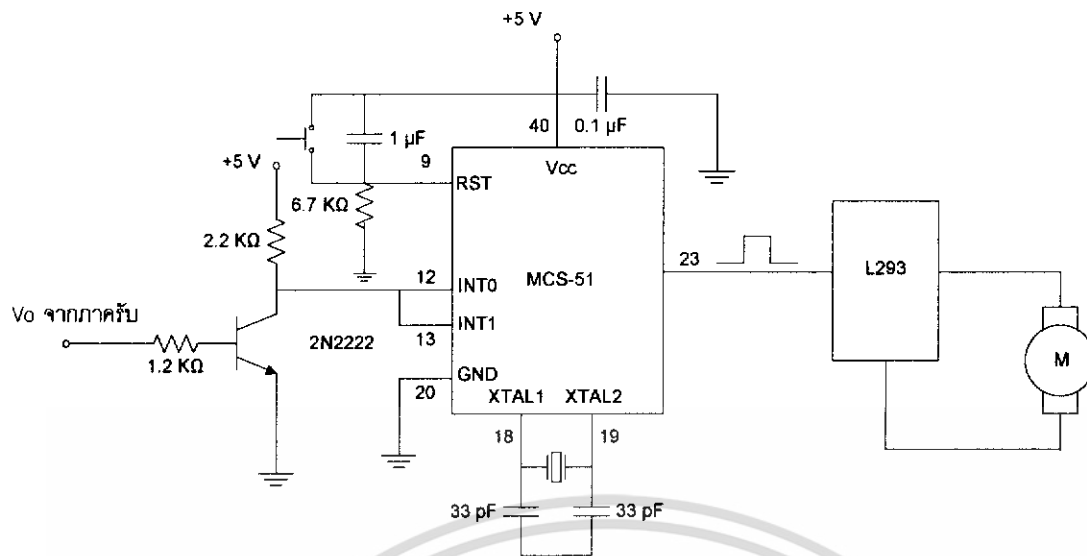 +5 V
40
0.1 µF
1 µF
9
Vcc
+5 V
RST
6.7 KΩ
2.2 KΩ
23
L293
12
INT0
MCS-51
Vo จากภาครับ
INT1
13
2N2222
M
1.2 KΩ
GND
20
XTAL1
XTAL2
18
19
33 pF
33 pF